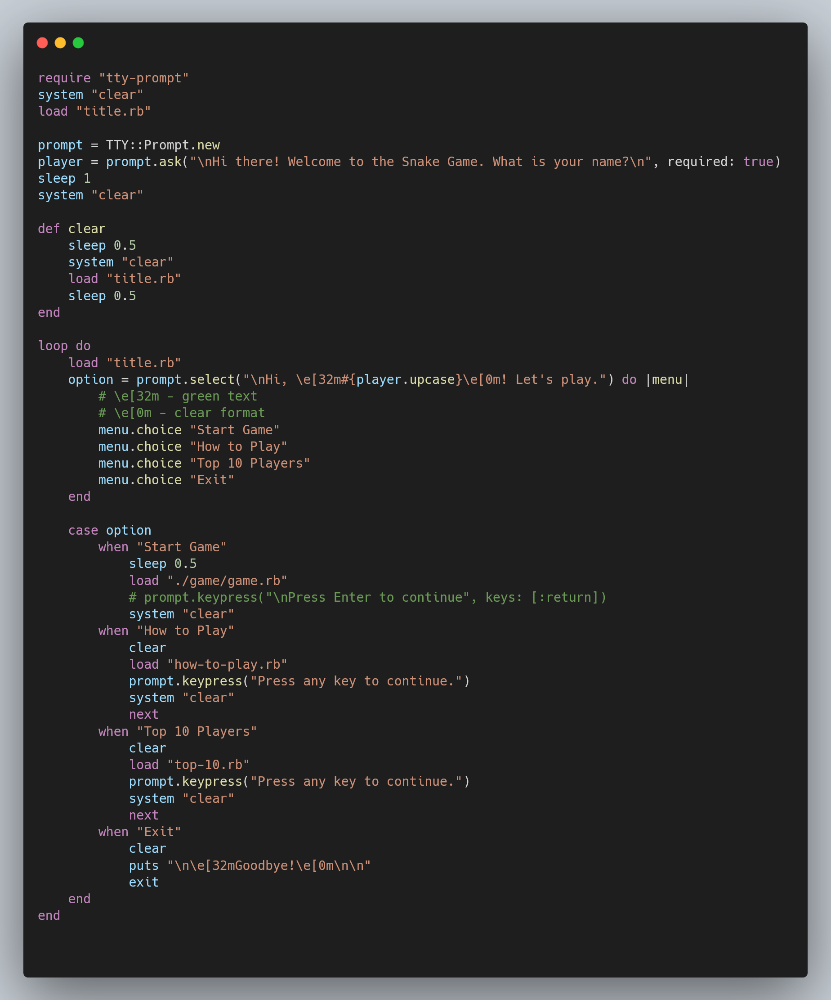 require "tty-prompt"
system "clear"
load "title.rb"

prompt = TTY::Prompt.new
player = prompt.ask("\nHi there! Welcome to the Snake Game. What is your name?\n", required: true)
sleep 1
system "clear"

def clear
    sleep 0.5
    system "clear"
    load "title.rb"
    sleep 0.5
end

loop do
    load "title.rb"
    option = prompt.select("\nHi, \e[32m#{player.upcase}\e[0m! Let's play.") do |menu|
        # \e[32m - green text
        # \e[0m - clear format
        menu.choice "Start Game"
        menu.choice "How to Play"
        menu.choice "Top 10 Players"
        menu.choice "Exit"
    end

    case option
        when "Start Game"
            sleep 0.5
            load "./game/game.rb"
            # prompt.keypress("\nPress Enter to continue", keys: [:return])
            system "clear"
        when "How to Play"
            clear
            load "how-to-play.rb"
            prompt.keypress("Press any key to continue.")
            system "clear"
            next
        when "Top 10 Players"
            clear
            load "top-10.rb"
            prompt.keypress("Press any key to continue.")
            system "clear"
            next
        when "Exit"
            clear
            puts "\n\e[32mGoodbye!\e[0m\n\n"
            exit
    end
end